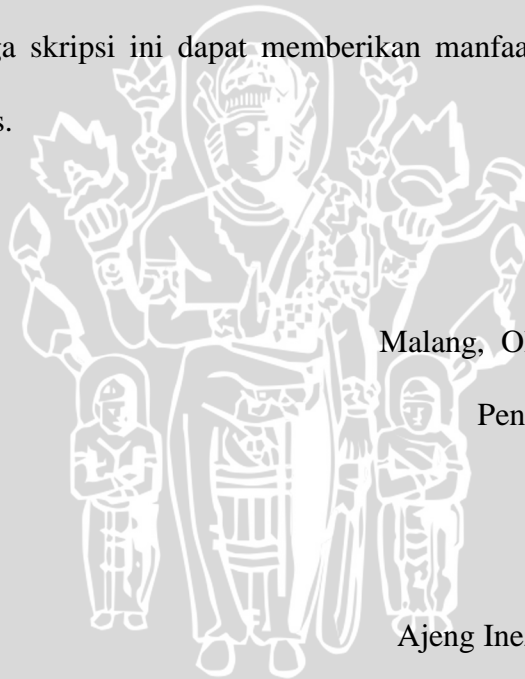 ga skripsi ini dapat memberikan manfaa
s.
Malang, O
Pen
Ajeng Ine